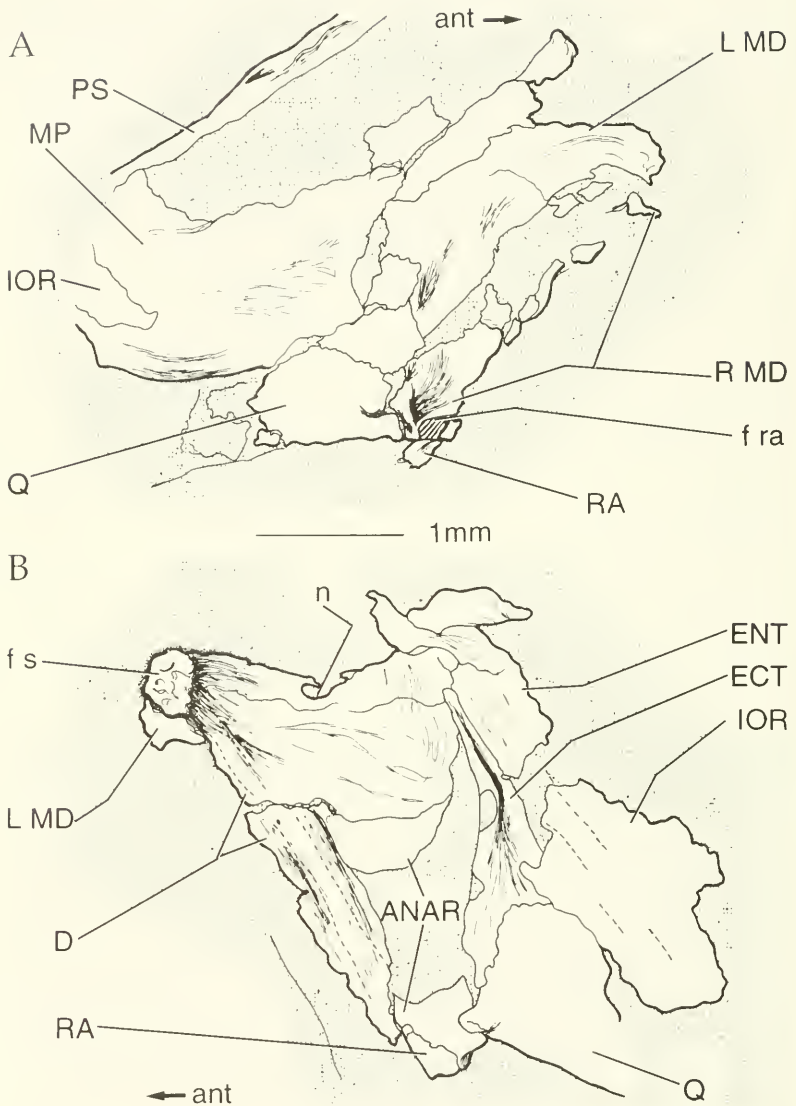 A
ant
PS
MP
IOR
Q
L MD
R MD
f ra
RA
1mm
B
n
f s
L MD
D
RA
ANAR
ENT
ECT
IOR
Q
ant